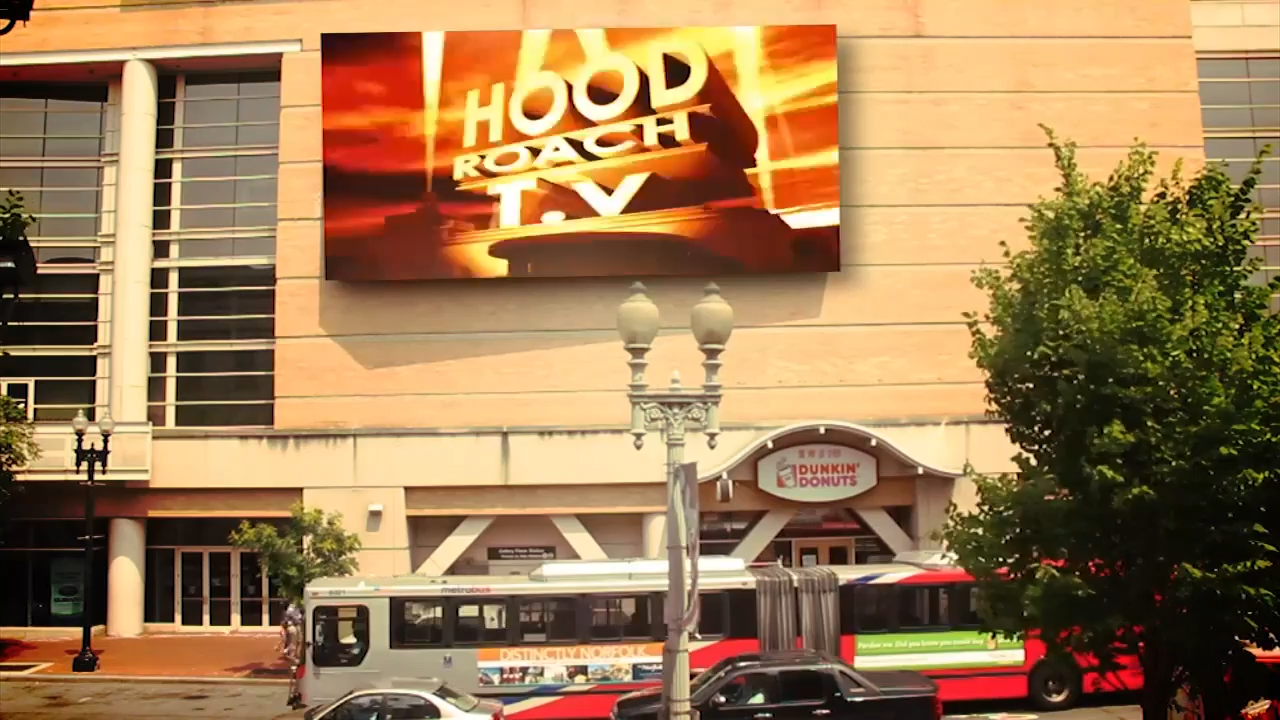 HOOD
ROACH
T.V
DUNKIN'
DONUTS
metrobus
DISTINCTLY NORFOLK